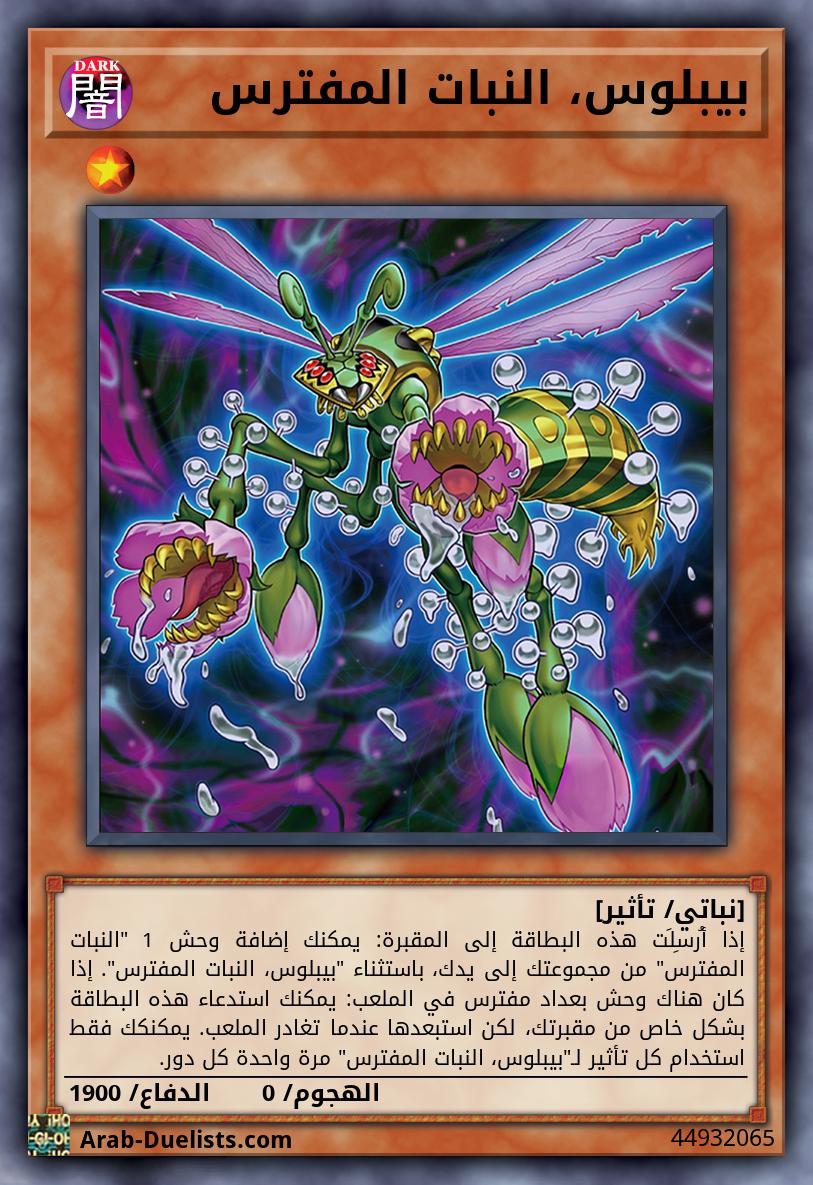 DARK
闇
بيبلوس، النبات المفترس
[نباتي/ تأثير]
إذا أُرسِلَت هذه البطاقة إلى المقبرة: يمكنك إضافة وحش 1 "النبات
المفترس" من مجموعتك إلى يدك، باستثناء "بيبلوس، النبات المفترس". إذا
كان هناك وحش بعداد مفترس في الملعب: يمكنك استدعاء هذه البطاقة
بشكل خاص من مقبرتك، لكن استبعدها عندما تغادر الملعب. يمكنكك فقط
استخدام كل تأثير لـ"بيبلوس، النبات المفترس" مرة واحدة كل دور.
الهجوم/ 0 الدفاع/ 1900
Arab-Duelists.com
44932065